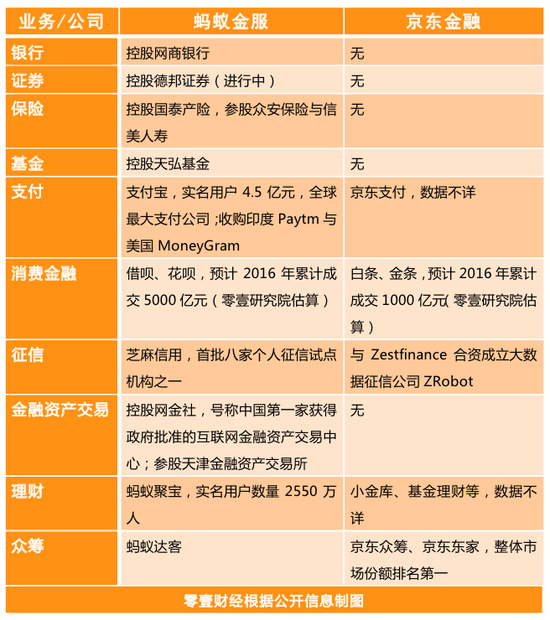 业务/公司 蚂蚁金服 京东金融
银行 控股网商银行 无
证券 控股德邦证券（进行中） 无
保险 控股国泰产险，参股众安保险与信 无
美人寿
基金 控股天弘基金 无
支付 支付宝，实名用户 4.5 亿元，全球 京东支付，数据不详
最大支付公司；收购印度 Paytm 与
美国 MoneyGram
消费金融 借呗、花呗，预计 2016 年累计成 白条、金条，预计 2016 年累计
交 5000 亿元（零壹研究院估算） 成交 1000 亿元（零壹研究院估
算）
征信 芝麻信用，首批八家个人征信试点 与 Zestfinance 合资成立大数
机构之一 据征信公司 ZRobot
金融资产交易 控股网金社，号称中国第一家获得 无
政府批准的互联网金融资产交易中
心；参股天津金融资产交易所
理财 蚂蚁聚宝，实名用户数量 2550 万 小金库、基金理财等，数据不
人 详
众筹 蚂蚁达客 京东众筹、京东东家，整体市
场份额排名第一
零壹财经根据公开信息制图